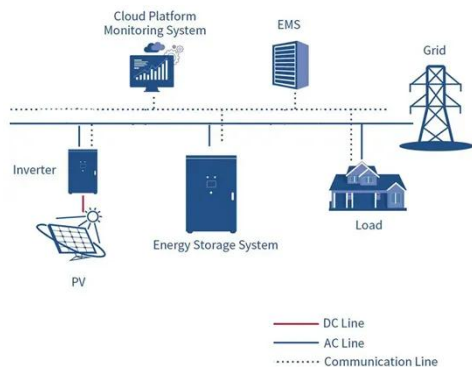 Cloud Platform
Monitoring System
EMS
Grid
Inverter
Energy Storage System
Load
PV
DC Line
AC Line
Communication Line